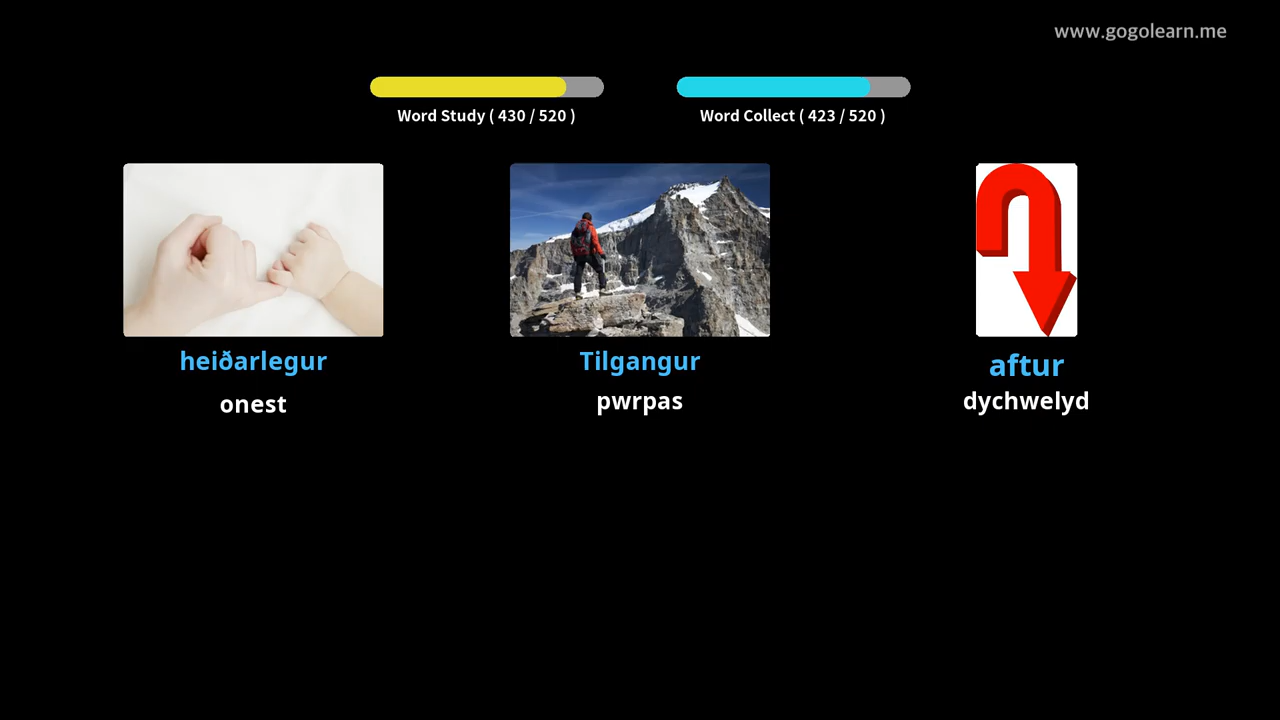 www.gogolearn.me
Word Study ( 430 / 520 )
Word Collect ( 423 / 520 )
heiðarlegur
onest
Tilgangur
pwrpas
aftur
dychwelyd